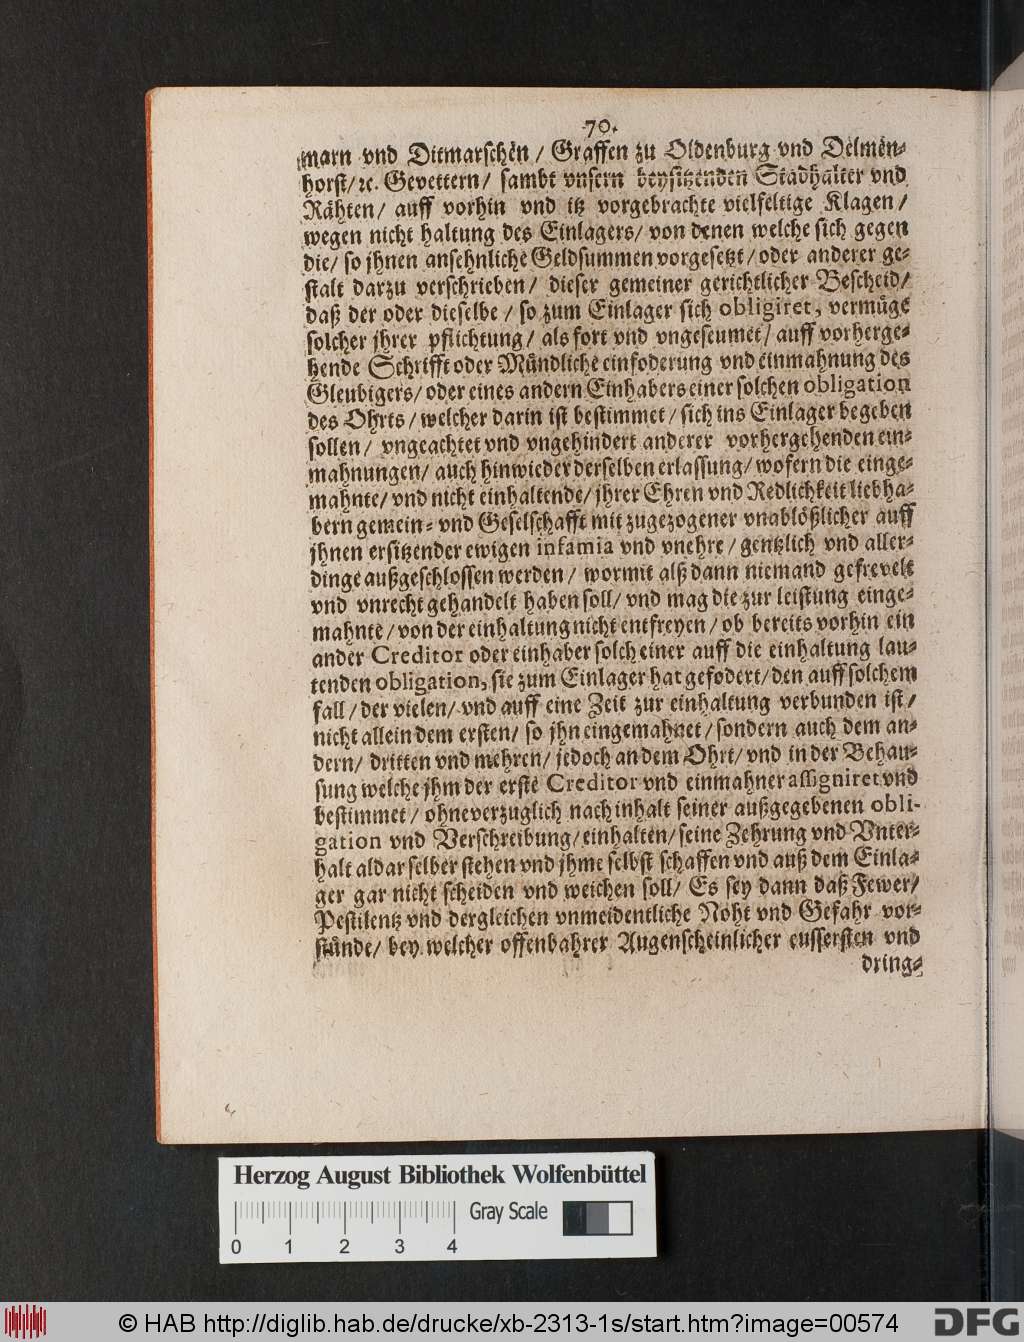 70.
marn vnd Ditmarschen / Graffen zu Oldenburg vnd Delmen-
horst / ꝛc. Gevettern / sambt vnsern beysitzenden Stadhalter vnd
Rähten / auff vorhin vnd itz vorgebrachte vielfeltige Klagen /
wegen nicht haltung des Einlagers / von denen welche sich gegen
die / so jhnen ansehnliche Geldsummen vorgesetzt / oder anderer ge-
stalt darzu verschrieben / dieser gemeiner gerichtlicher Bescheid /
daß der oder dieselbe / so zum Einlager sich obligiret, vermüge
solcher jhrer pflichtung / als fort vnd vngeseumet / auff vorherge-
hende Schrifft oder Mündliche einfoderung vnd einmahnung des
Gleubigers / oder eines andern Einhabers einer solchen obligation
des Ohrts / welcher darin ist bestimmet / sich ins Einlager begeben
sollen / vngeachtet vnd vngehindert anderer vorhergehenden ein-
mahnungen / auch hinwieder derselben erlassung / wofern die einge-
mahnte / vnd nicht einhaltende / jhrer Ehren vnd Redlichkeit liebha-
bern gemein- vnd Geselschafft mit zugezogener vnablößlicher auff
jhnen ersitzender ewigen infamia vnd vnehre / gentzlich vnd aller-
dinge außgeschlossen werden / wormit alß dann niemand gefrevelt
vnd vnrecht gehandelt haben soll / vnd mag die zur leistung einge-
mahnte / von der einhaltung nicht entfreyen / ob bereits vorhin ein
ander Creditor oder einhaber solch einer auff die einhaltung lau-
tenden obligation, sie zum Einlager hat gefodert / den auff solchem
fall / der vielen / vnd auff eine Zeit zur einhaltung verbunden ist /
nicht allein dem ersten / so jhn eingemahnet / sondern auch dem an-
dern / dritten vnd mehren / jedoch an dem Ohrt / vnd in der Behau-
sung welche jhm der erste Creditor vnd einmahner assigniret vnd
bestimmet / ohneverzuglich nach inhalt seiner außgegebenen obli-
gation vnd Verschreibung / einhalten / seine Zehrung vnd Vnter-
halt aldar selber stehen vnd jhme selbst schaffen vnd auß dem Einla-
ger gar nicht scheiden vnd weichen soll / Es sey dann daß Fewer /
Pestilentz vnd dergleichen vnmeidentliche Noht vnd Gefahr vor-
stünde / bey welcher offenbahrer Augenscheinlicher eussersten vnd
dring-
Herzog August Bibliothek Wolfenbüttel
0 1 2 3 4 Gray Scale
© HAB http://diglib.hab.de/drucke/xb-2313-1s/start.htm?image=00574
DFG